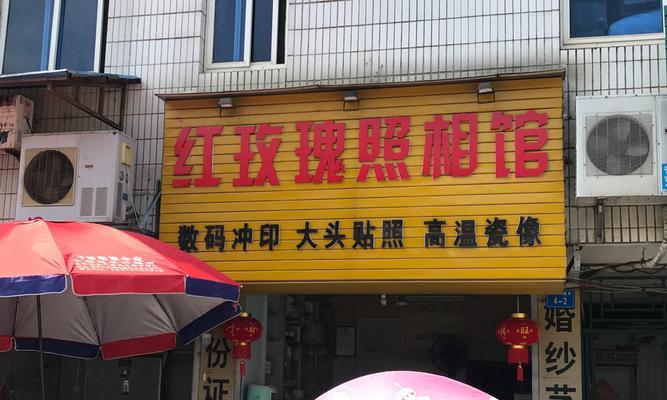 红玫瑰照相馆
数码冲印 大头贴照 高温瓷像
4-2
份证
婚纱
旺